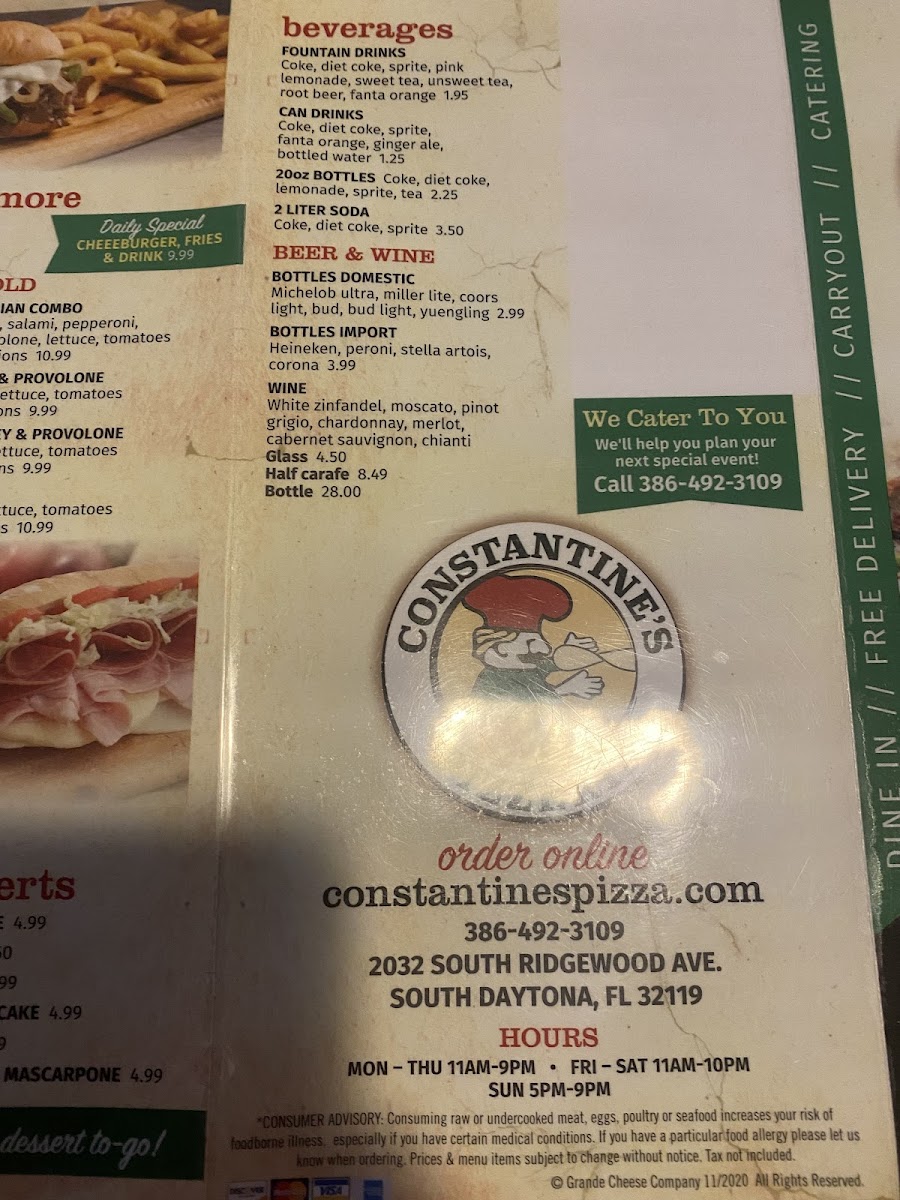 more
Daily Special
CHEEEBURGER, FRIES
& DRINK 9.99
OLD
IAN COMBO
, salami, pepperoni,
olone, lettuce, tomatoes
ions 10.99
& PROVOLONE
ettuce, tomatoes
ons 9.99
EY & PROVOLONE
ettuce, tomatoes
ns 9.99
tuce, tomatoes
s 10.99
erts
E 4.99
50
99
CAKE 4.99
9
MASCARPONE 4.99
dessert to-go!
beverages
FOUNTAIN DRINKS
Coke, diet coke, sprite, pink
lemonade, sweet tea, unsweet tea,
root beer, fanta orange 1.95
CAN DRINKS
Coke, diet coke, sprite,
fanta orange, ginger ale,
bottled water 1.25
20oz BOTTLES Coke, diet coke,
lemonade, sprite, tea 2.25
2 LITER SODA
Coke, diet coke, sprite 3.50
BEER & WINE
BOTTLES DOMESTIC
Michelob ultra, miller lite, coors
light, bud, bud light, yuengling 2.99
BOTTLES IMPORT
Heineken, peroni, stella artois,
corona 3.99
WINE
White zinfandel, moscato, pinot
grigio, chardonnay, merlot,
cabernet sauvignon, chianti
Glass 4.50
Half carafe 8.49
Bottle 28.00
We Cater To You
We'll help you plan your
next special event!
Call 386-492-3109
CONSTANTINE'S
order online
constantinespizza.com
386-492-3109
2032 SOUTH RIDGEWOOD AVE.
SOUTH DAYTONA, FL 32119
HOURS
MON – THU 11AM-9PM • FRI – SAT 11AM-10PM
SUN 5PM-9PM
*CONSUMER ADVISORY: Consuming raw or undercooked meat, eggs, poultry or seafood increases your risk of
foodborne illness, especially if you have certain medical conditions. If you have a particular food allergy please let us
know when ordering. Prices & menu items subject to change without notice. Tax not included.
© Grande Cheese Company 11/2020 All Rights Reserved.
DISCOVER
VISA
DINE IN // FREE DELIVERY // CARRYOUT // CATERING